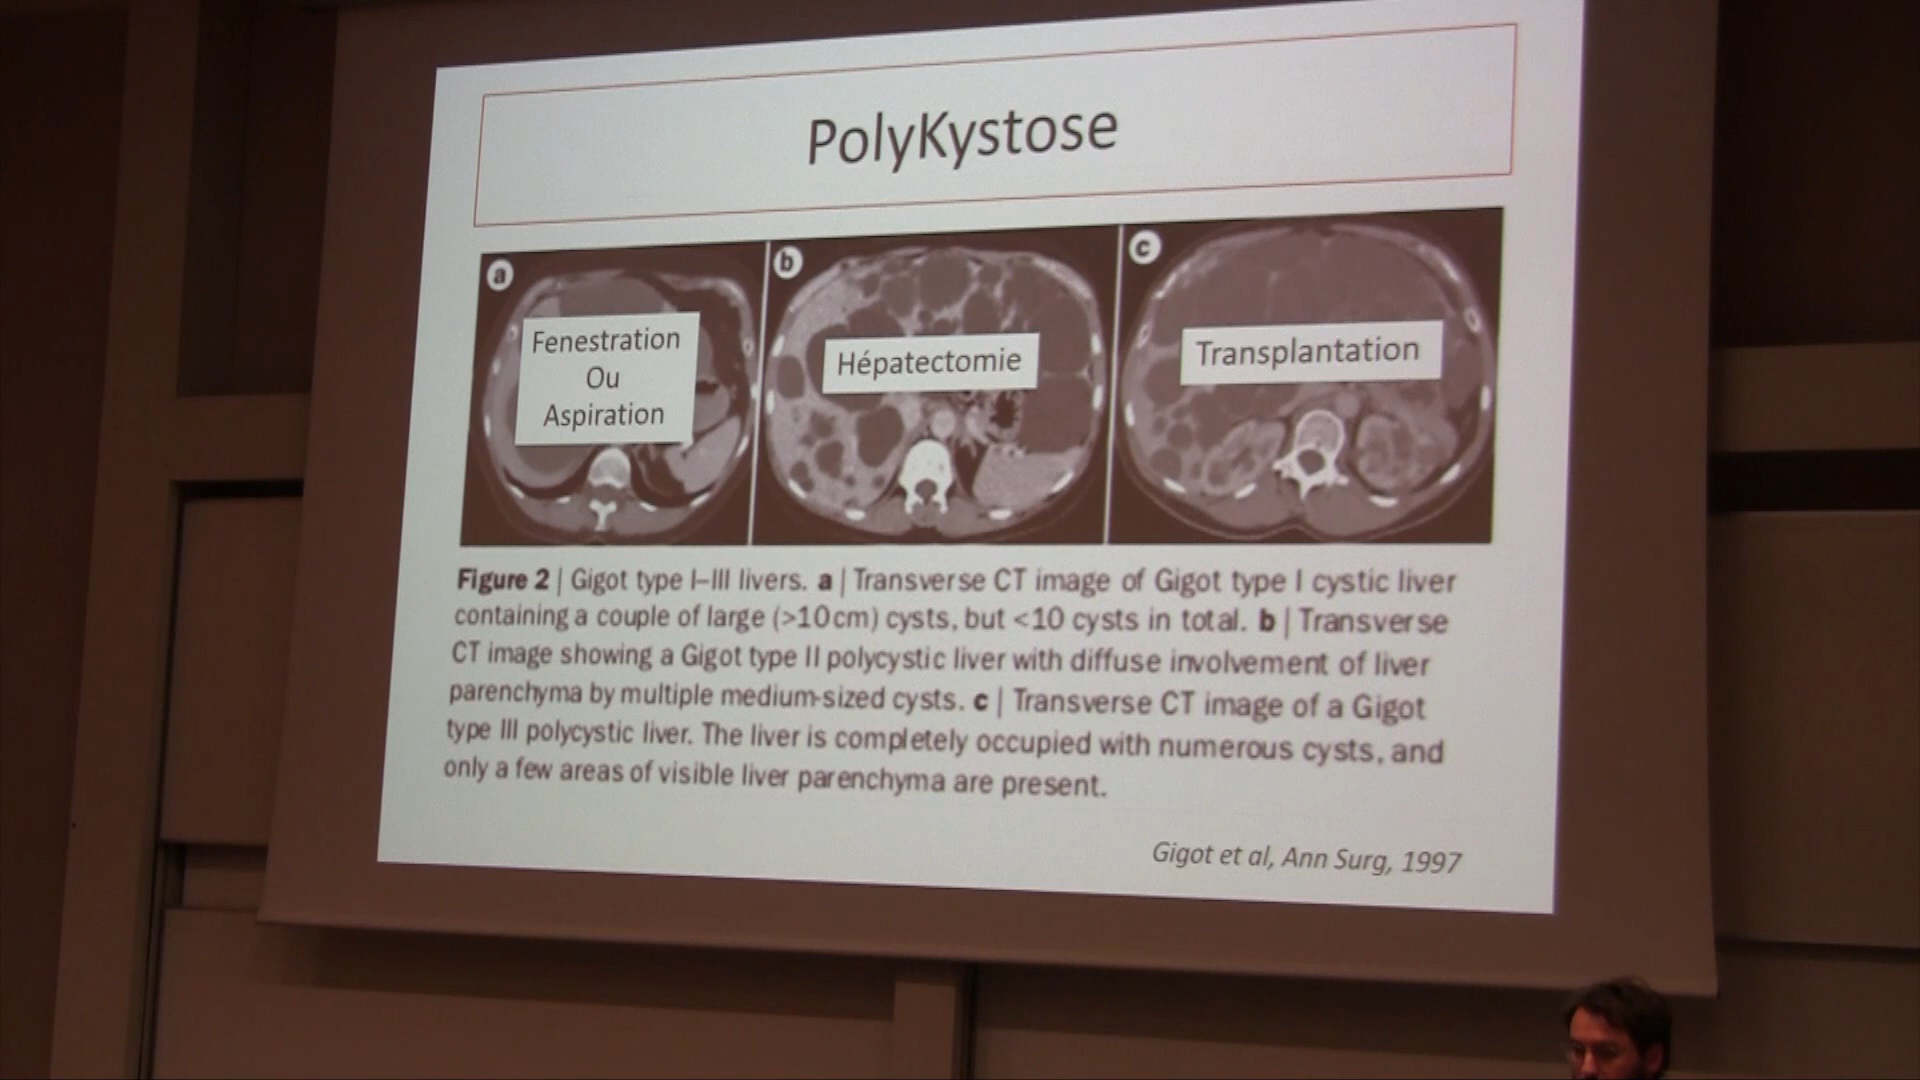 PolyKystose
a
b
c
Fenestration
Ou
Aspiration
Hépatectomie
Transplantation
Figure 2 | Gigot type I–III livers. a | Transverse CT image of Gigot type I cystic liver
containing a couple of large (>10cm) cysts, but <10 cysts in total. b | Transverse
CT image showing a Gigot type II polycystic liver with diffuse involvement of liver
parenchyma by multiple medium-sized cysts. c | Transverse CT image of a Gigot
type III polycystic liver. The liver is completely occupied with numerous cysts, and
only a few areas of visible liver parenchyma are present.
Gigot et al, Ann Surg, 1997